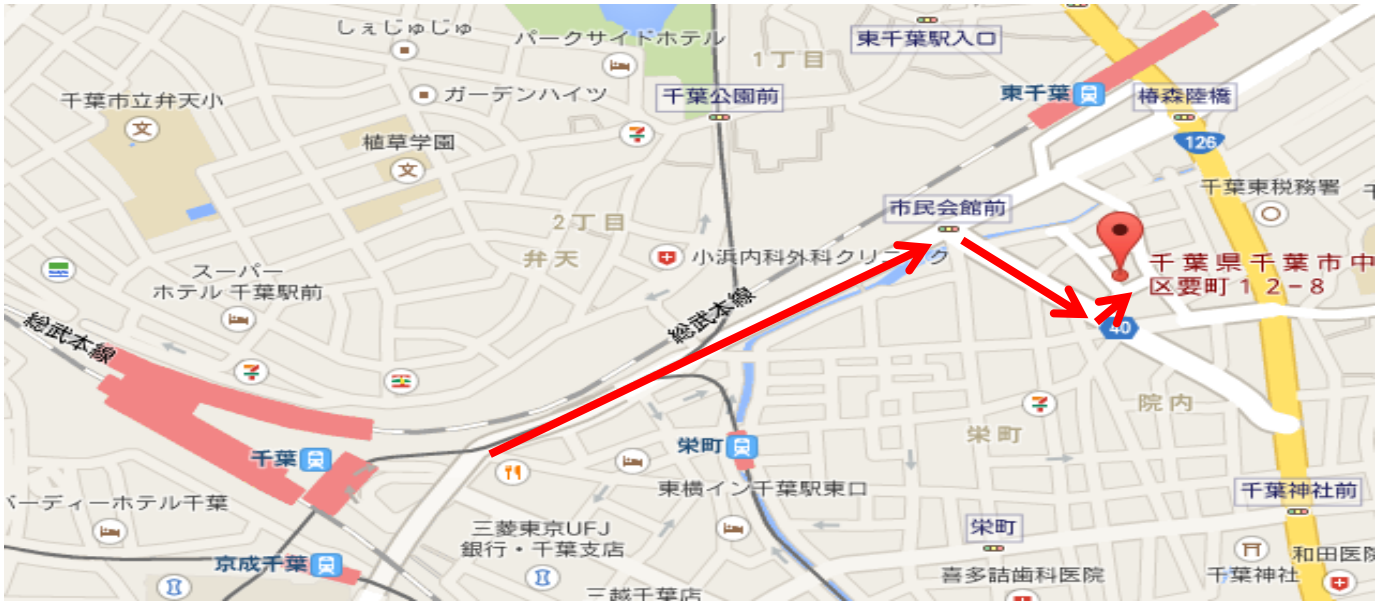 しぇじゅじゅ
パークサイドホテル
1丁目
東千葉駅入口
千葉市立弁天小
文
ガーデンハイツ
千葉公園前
東千葉
椿森陸橋
7
植草学園
文
126
千葉東税務署
市民会館前
2丁目
弁天
小浜内科外科クリニック
千葉県千葉市中
区要町12-8
スーパー
ホテル 千葉駅前
総武本線
総武本線
40
7
7
院内
栄町
千葉
栄町
バーディーホテル千葉
東横イン千葉駅東口
千葉神社前
三菱東京UFJ
銀行・千葉支店
栄町
京成千葉
喜多詰歯科医院
千葉神社
和田医院
三越千葉店